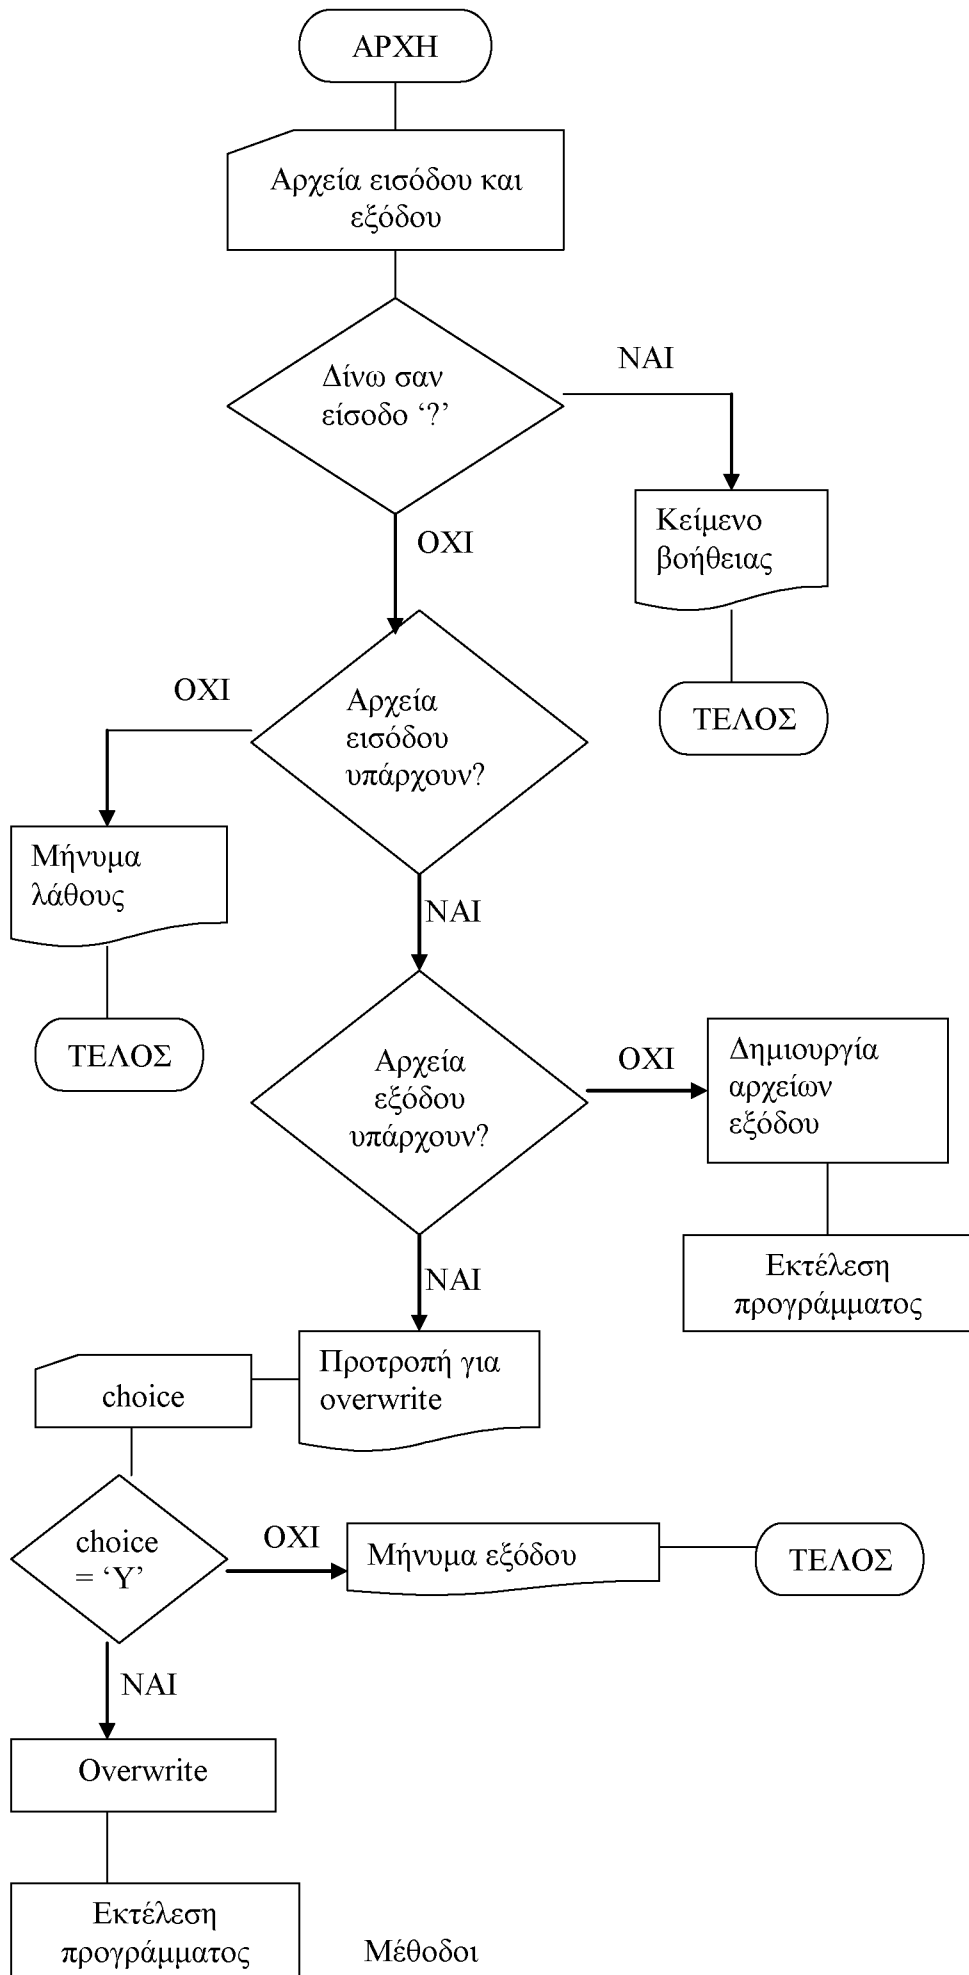 ΑΡΧΗ
Αρχεία εισόδου και
εξόδου
Δίνω σαν
είσοδο ‘?’
ΝΑΙ
ΟΧΙ
Κείμενο
βοήθειας
ΤΕΛΟΣ
Αρχεία
εισόδου
υπάρχουν?
ΟΧΙ
Μήνυμα
λάθους
ΤΕΛΟΣ
ΝΑΙ
Αρχεία
εξόδου
υπάρχουν?
ΟΧΙ
Δημιουργία
αρχείων
εξόδου
Εκτέλεση
προγράμματος
ΝΑΙ
Προτροπή για
overwrite
choice
choice
= ‘Y’
ΟΧΙ
Μήνυμα εξόδου
ΤΕΛΟΣ
ΝΑΙ
Overwrite
Εκτέλεση
προγράμματος
Μέθοδοι